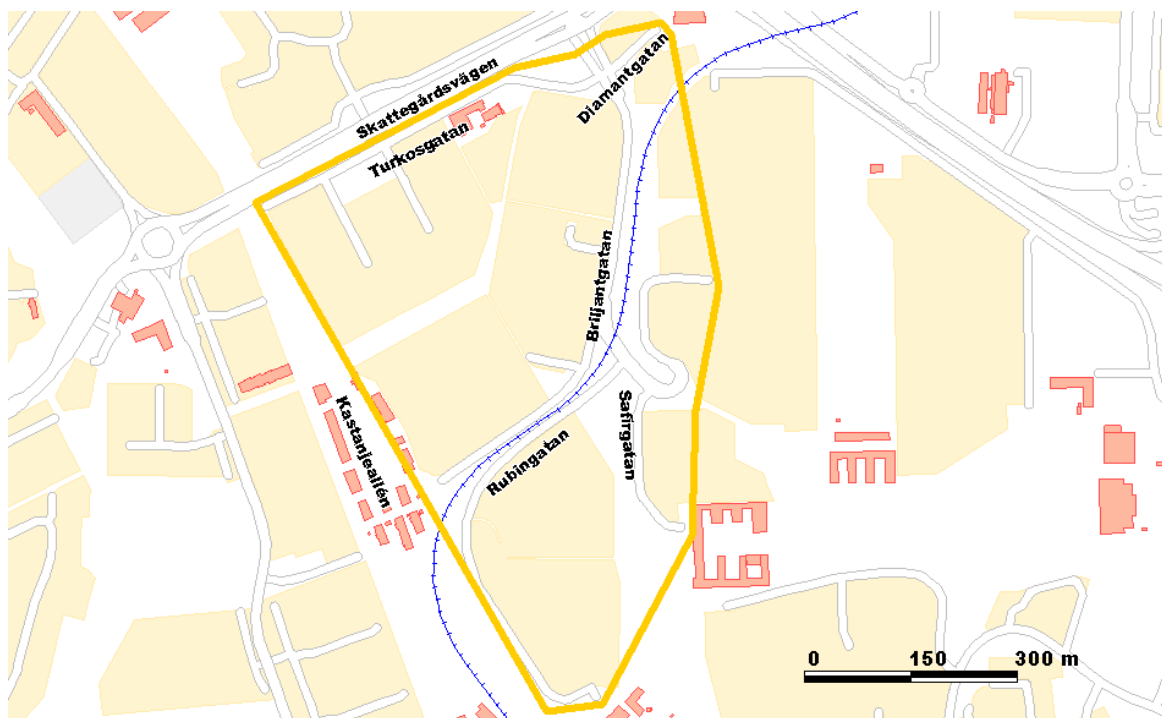 Skattegårdsvägen
Diamantgatan
Turkosgatan
Briljantgatan
Kastanjeallén
Safirgatan
Rubingatan
0 150 300 m